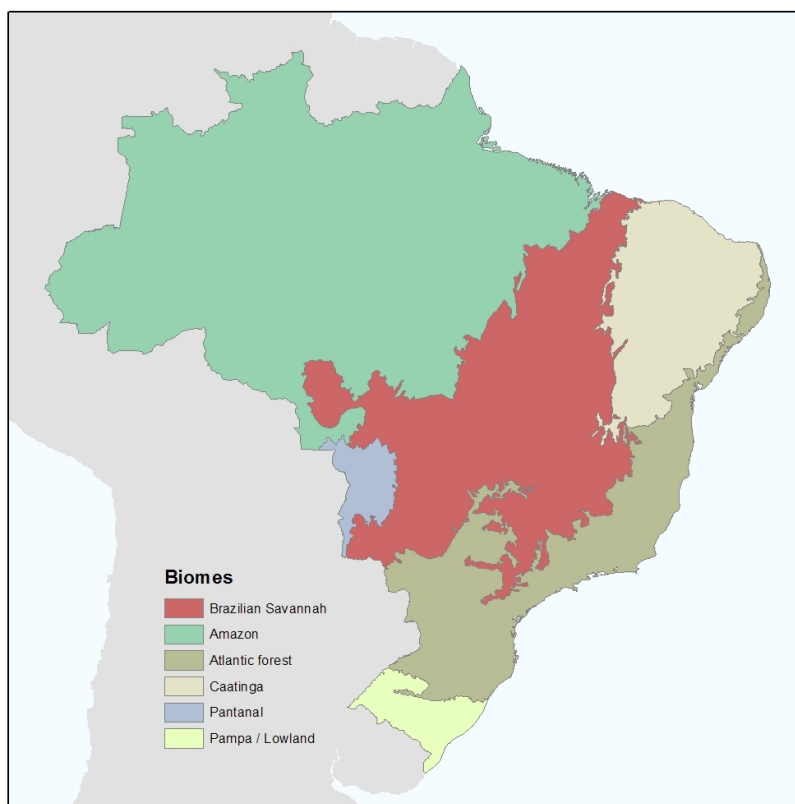 Biomes
Brazilian Savannah
Amazon
Atlantic forest
Caatinga
Pantanal
Pampa / Lowland